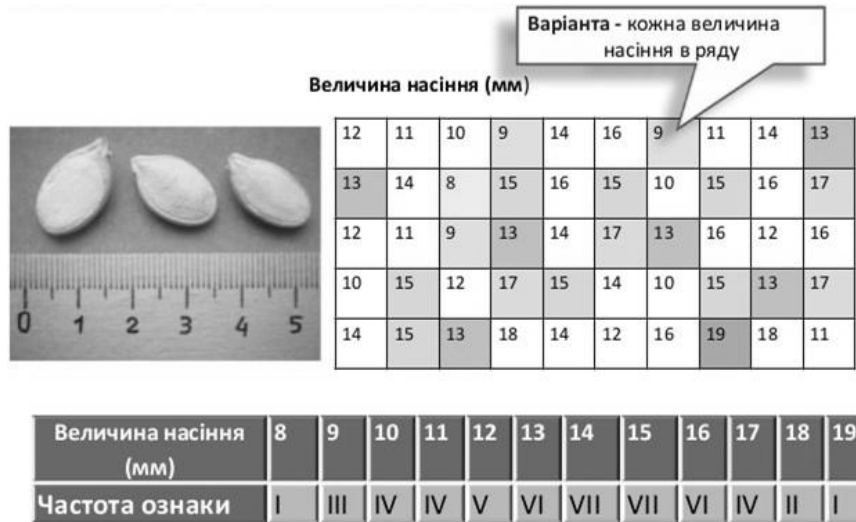 Варіанта - кожна величина
насіння в ряду
Величина насіння (мм)
12 11 10 9 14 16 9 11 14 13
13 14 8 15 16 15 10 15 16 17
12 11 9 13 14 17 13 16 12 16
10 15 12 17 15 14 10 15 13 17
14 15 13 18 14 12 16 19 18 11
0 1 2 3 4 5
Величина насіння 8 9 10 11 12 13 14 15 16 17 18 19
(мм)
Частота ознаки I III IV IV V VI VII VII VI IV II I